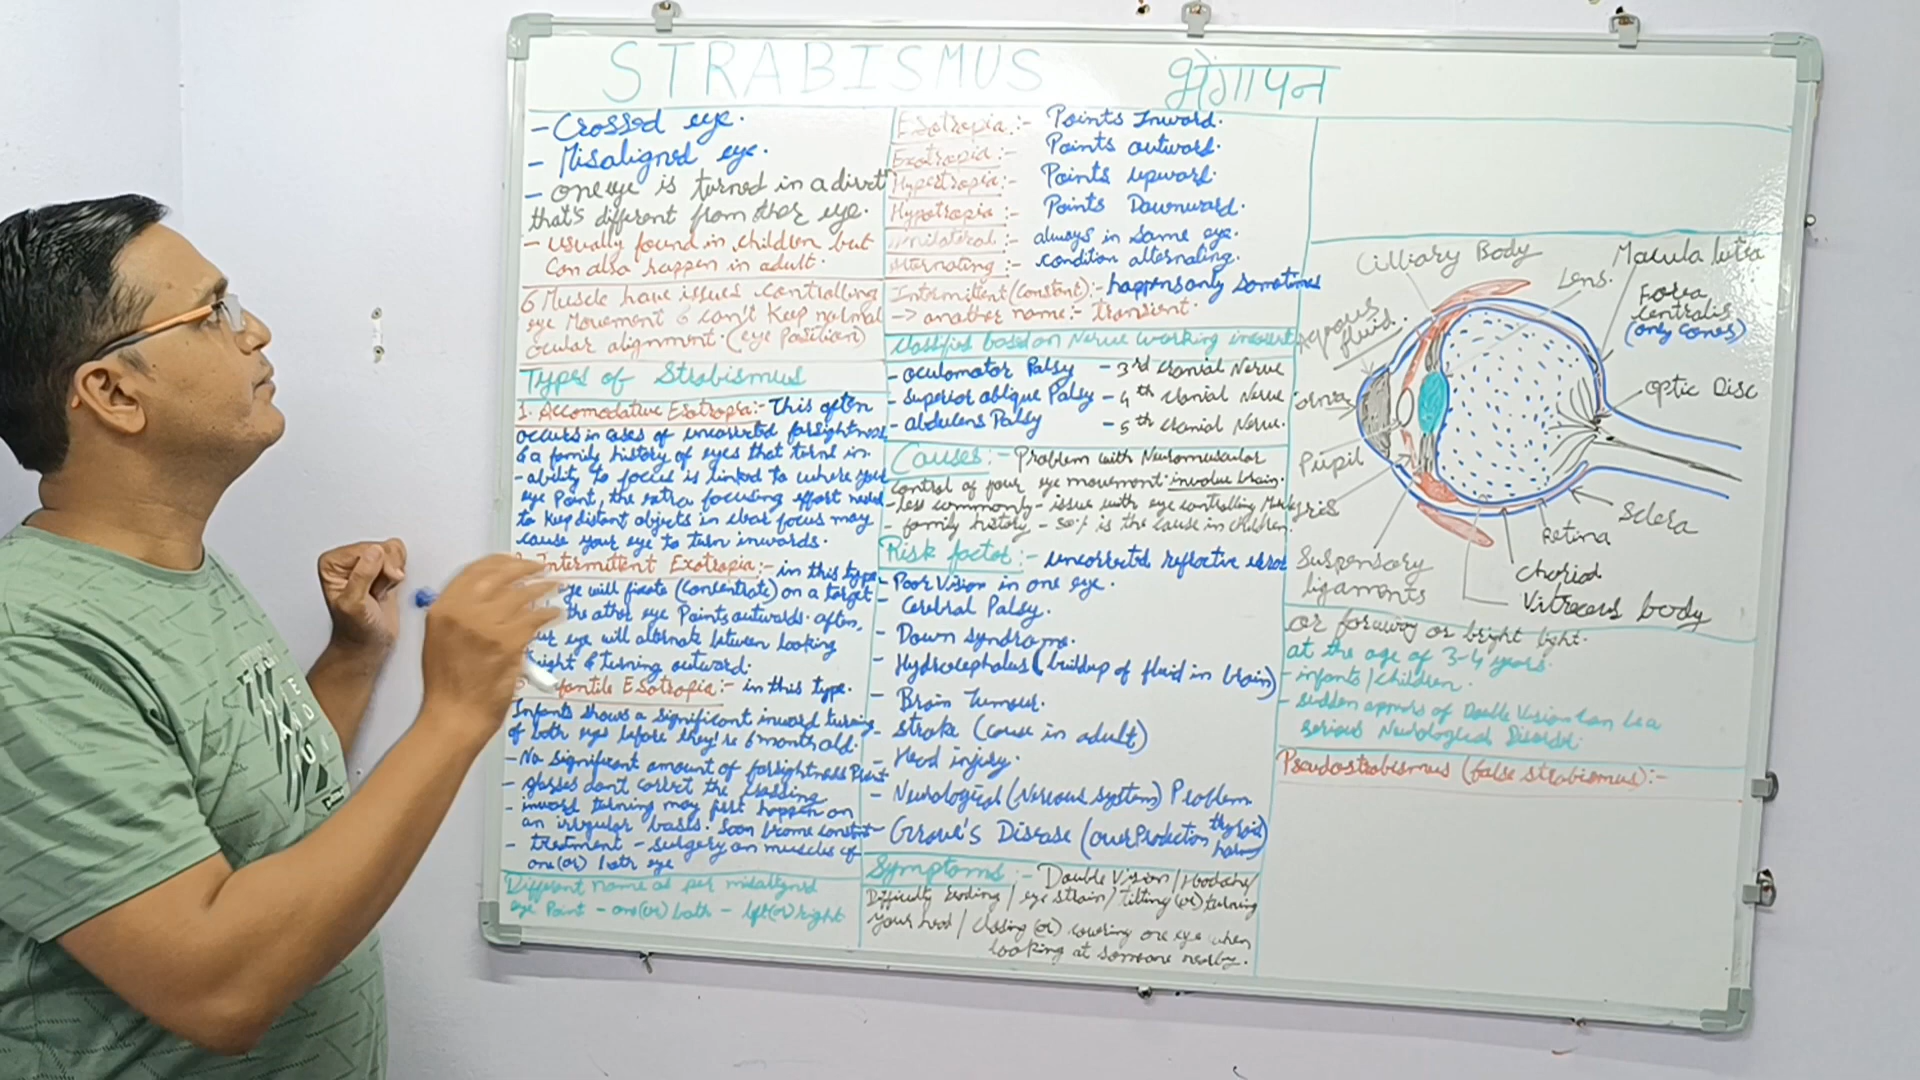 STRABISMUS भेंगापन
- Crossed eye.
- Misaligned eye.
- one eye is turned in a direct
that's different from other eye.
- usually found in children but
can also happen in adult.
6 Muscle have issues controlling
eye Movement & can't keep normal
ocular alignment. (eye Position)
Types of Strabismus
1. Accomodative Esotropia:- This often
occurs in cases of uncorrected farsightness
& a family history of eyes that turn in.
- ability to focus is linked to where your
eye Point, the extra focusing effort needed
to keep distant objects in clear focus may
cause your eye to turn inwards.
Intermittent Exotropia:- in this type
eye will fixate (concentrate) on a target
the other eye Points outwards. often,
eye will alternate between looking
& turning outward.
Esotropia:- in this type.
Infants shows a significant inward turning
of both eyes before they're 6 month old.
- No significant amount of farsightness Prsnt
- glasses dont correct the crossing
- inward turning may first happen on
an irregular basis. Soon become constant
- treatment - surgery on muscles of
one (or) both eye
Different name as per misaligned
eye Point - one (or) both - left (or) right
Esotropia:- Points Inward.
Exotropia:- Points outward.
Hypertropia:- Points upward.
Hypotropia:- Points Downward.
unilateral:- always in same eye.
Alternating:- condition alternating.
Intermittent (constant):- happens only sometimes
-> another name:- transient.
classified based on Nerve working incorrect
- oculomotor Palsy - 3rd cranial Nerve
- superior oblique Palsy - 4th cranial Nerve
- abducens Palsy - 5th cranial Nerve.
Causes:- Problem with Neuromuscular
control of your eye movement. involve brain.
- less commonly - issue with eye controlling
- family history - 30% is the cause in children.
Risk factor:- uncorrected refractive error
- Poor Vision in one eye.
- Cerebral Palsy.
- Down syndrome.
- Hydrocephalus (buildup of fluid in brain)
- Brain tumour.
- stroke (cause in adult)
- Head injury.
- Neurological (Nervous system) Problem
- Grave's Disease (overProduction thyroid
Symptoms:- Double Vision / Headache/
Difficulty Reading / eye strain / tilting (or) turning
your head / closing (or) covering one eye when
looking at someone nearby.
Cilliary Body
Macula lutea
Lens.
Fovea
centralis
(only cones)
Aqueous
fluid.
optic Disc
Pupil
Sclera
Retina
Suspensory
ligaments
choriod
Vitreous body
or faraway or bright light.
at the age of 3-4 years.
- infants / children.
- sudden apprers of Double Vision can be a
serious Neurological Disorder.
Pseudostrabismus (false strabismus):-